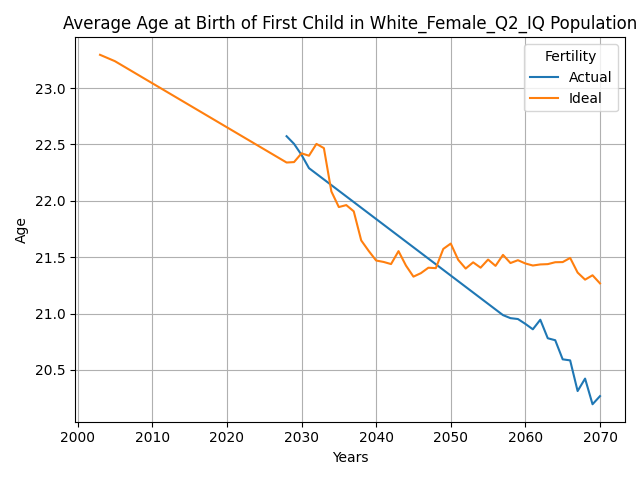 Average Age at Birth of First Child in White_Female_Q2_IQ Population
Fertility
Actual
Ideal
23.0
22.5
22.0
21.5
21.0
20.5
Age
2000 2010 2020 2030 2040 2050 2060 2070
Years